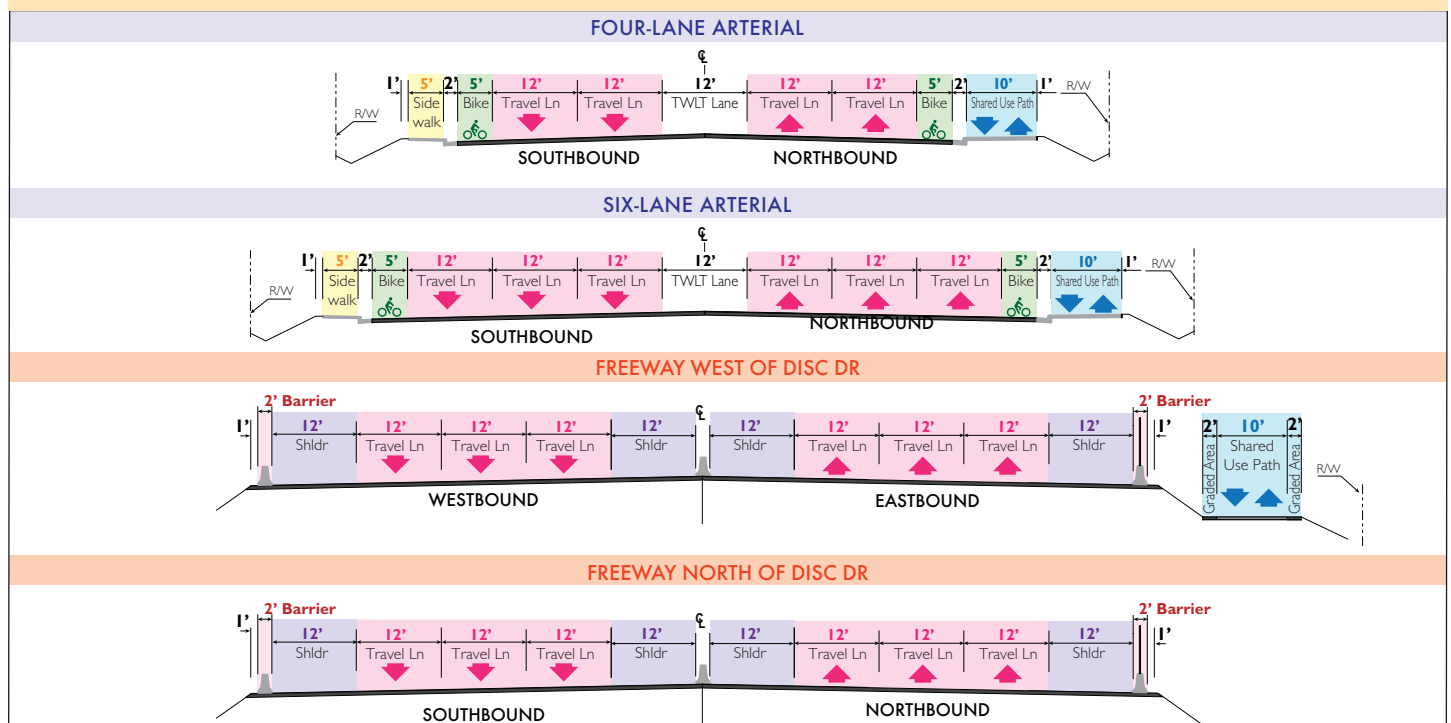 FOUR-LANE ARTERIAL
℄
1' 5' 2' 5' 12' 12' 12' 12' 12' 5' 2' 10' 1'
R/W Side walk Bike Travel Ln Travel Ln TWLT Lane Travel Ln Travel Ln Bike Shared Use Path R/W
SOUTHBOUND NORTHBOUND
SIX-LANE ARTERIAL
℄
1' 5' 2' 5' 12' 12' 12' 12' 12' 12' 12' 5' 2' 10' 1'
R/W Side walk Bike Travel Ln Travel Ln Travel Ln TWLT Lane Travel Ln Travel Ln Travel Ln Bike Shared Use Path R/W
SOUTHBOUND NORTHBOUND
FREEWAY WEST OF DISC DR
2' Barrier ℄ 2' Barrier
1' 12' 12' 12' 12' 12' 12' 12' 12' 12' 12' 1' 2' 10' 2'
Shldr Travel Ln Travel Ln Travel Ln Shldr Shldr Travel Ln Travel Ln Travel Ln Shldr Graded Area Shared Use Path Graded Area R/W
WESTBOUND EASTBOUND
FREEWAY NORTH OF DISC DR
2' Barrier ℄ 2' Barrier
1' 12' 12' 12' 12' 12' 12' 12' 12' 12' 12' 1'
Shldr Travel Ln Travel Ln Travel Ln Shldr Shldr Travel Ln Travel Ln Travel Ln Shldr
SOUTHBOUND NORTHBOUND